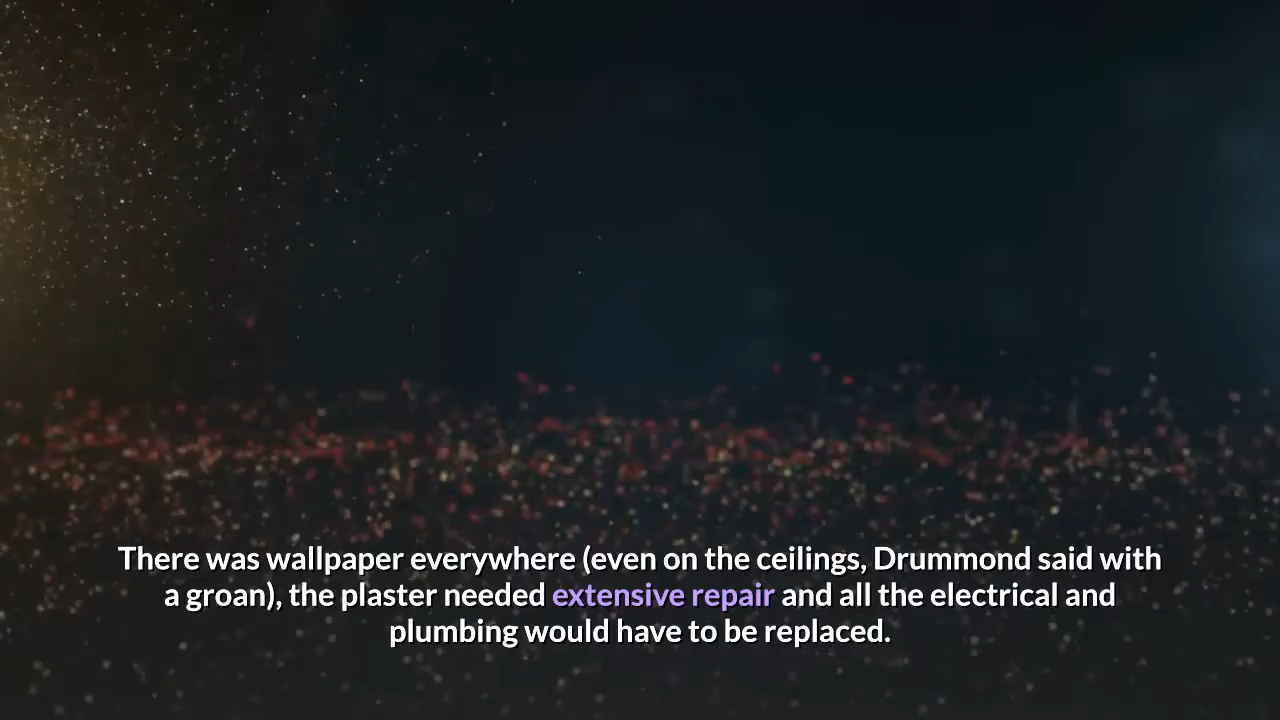 There was wallpaper everywhere (even on the ceilings, Drummond said with
a groan), the plaster needed extensive repair and all the electrical and
plumbing would have to be replaced.